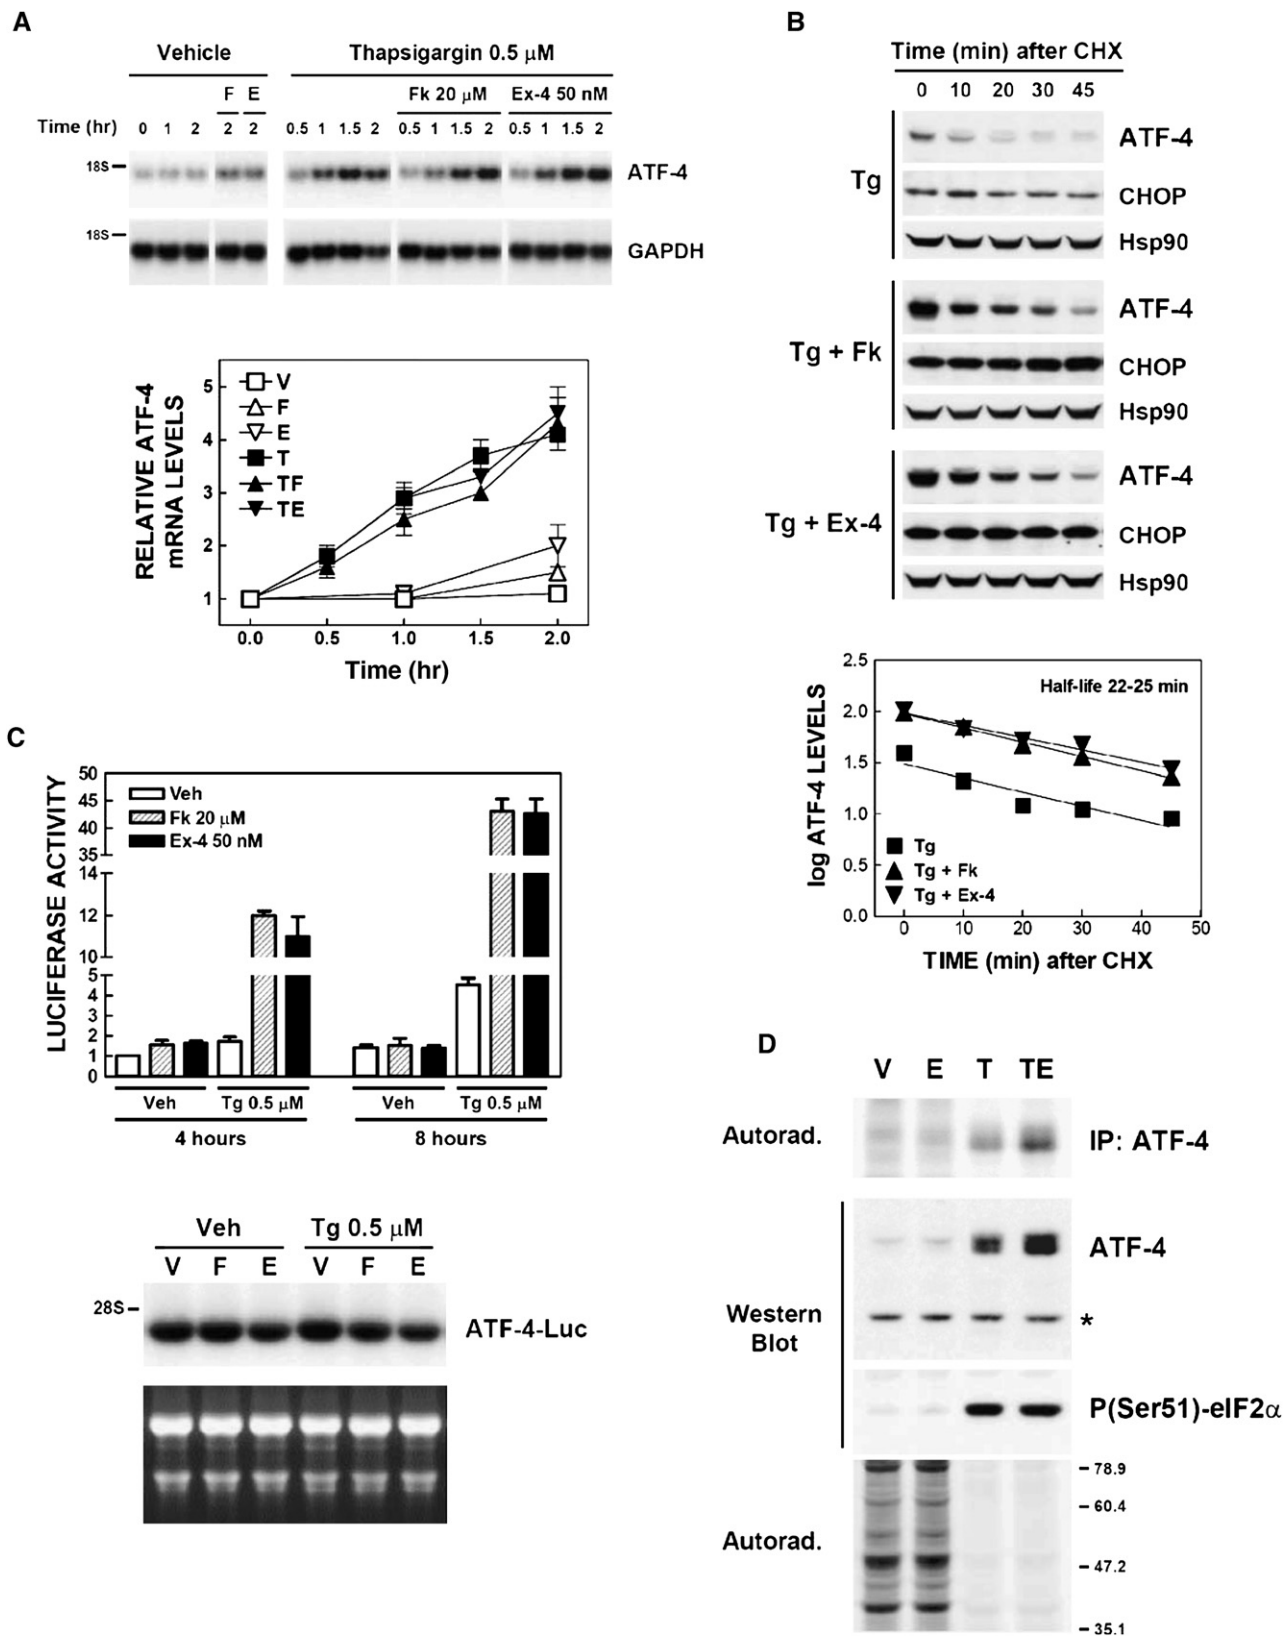 A
Vehicle
Thapsigargin 0.5 μM
F E
Fk 20 μM
Ex-4 50 nM
Time (hr) 0 1 2 2 2 0.5 1 1.5 2 0.5 1 1.5 2 0.5 1 1.5 2
18S
ATF-4
18S
GAPDH
RELATIVE ATF-4
mRNA LEVELS
5
4
3
2
1
V
F
E
T
TF
TE
0.0 0.5 1.0 1.5 2.0
Time (hr)
B
Time (min) after CHX
0 10 20 30 45
Tg
ATF-4
CHOP
Hsp90
Tg + Fk
ATF-4
CHOP
Hsp90
Tg + Ex-4
ATF-4
CHOP
Hsp90
log ATF-4 LEVELS
2.5
2.0
1.5
1.0
0.5
0.0
Half-life 22-25 min
Tg
Tg + Fk
Tg + Ex-4
0 10 20 30 40 50
TIME (min) after CHX
C
LUCIFERASE ACTIVITY
50
45
40
35
14
12
10
5
4
3
2
1
0
Veh
Fk 20 μM
Ex-4 50 nM
Veh Tg 0.5 μM Veh Tg 0.5 μM
4 hours 8 hours
Veh Tg 0.5 μM
V F E V F E
28S
ATF-4-Luc
D
V E T TE
Autorad.
IP: ATF-4
Western
Blot
ATF-4
*
P(Ser51)-eIF2α
Autorad.
78.9
60.4
47.2
35.1